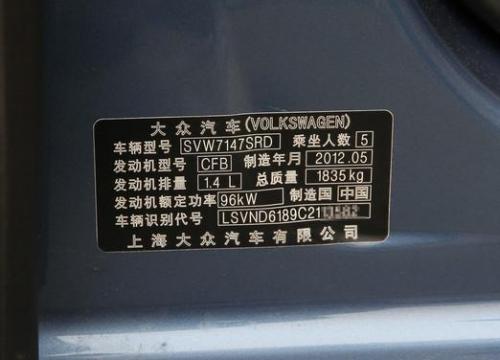 大众汽车(VOLKSWAGEN)
车辆型号 SVW7147SRD 乘坐人数 5
发动机型号 CFB 制造年月 2012.05
发动机排量 1.4 L 总质量 1835 kg
发动机额定功率 96kW 制造国 中国
车辆识别代号 LSVND6189C21
上海大众汽车有限公司